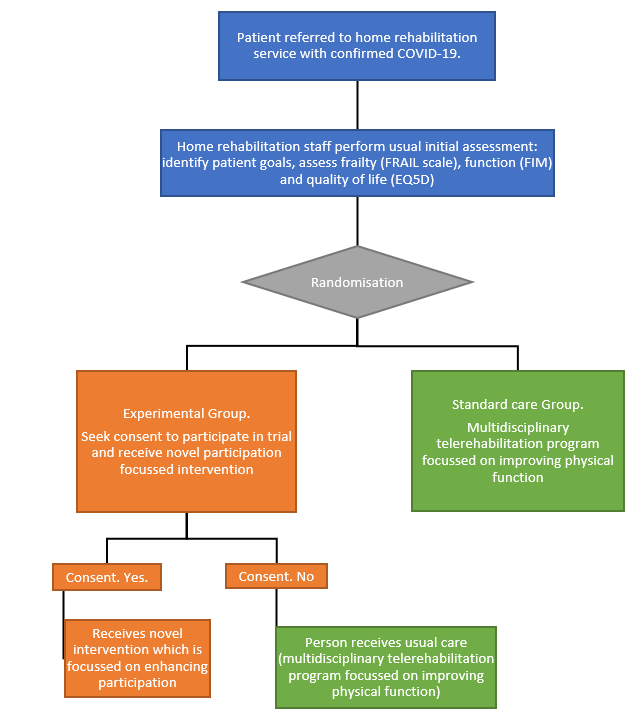 Patient referred to home rehabilitation
service with confirmed COVID-19.
Home rehabilitation staff perform usual initial assessment:
identify patient goals, assess frailty (FRAIL scale), function (FIM)
and quality of life (EQ5D)
Randomisation
Experimental Group.
Seek consent to participate in trial
and receive novel participation
focussed intervention
Standard care Group.
Multidisciplinary
telerehabilitation program
focussed on improving physical
function
Consent. Yes.
Consent. No
Receives novel
intervention which is
focussed on enhancing
participation
Person receives usual care
(multidisciplinary telerehabilitation
program focussed on improving
physical function)